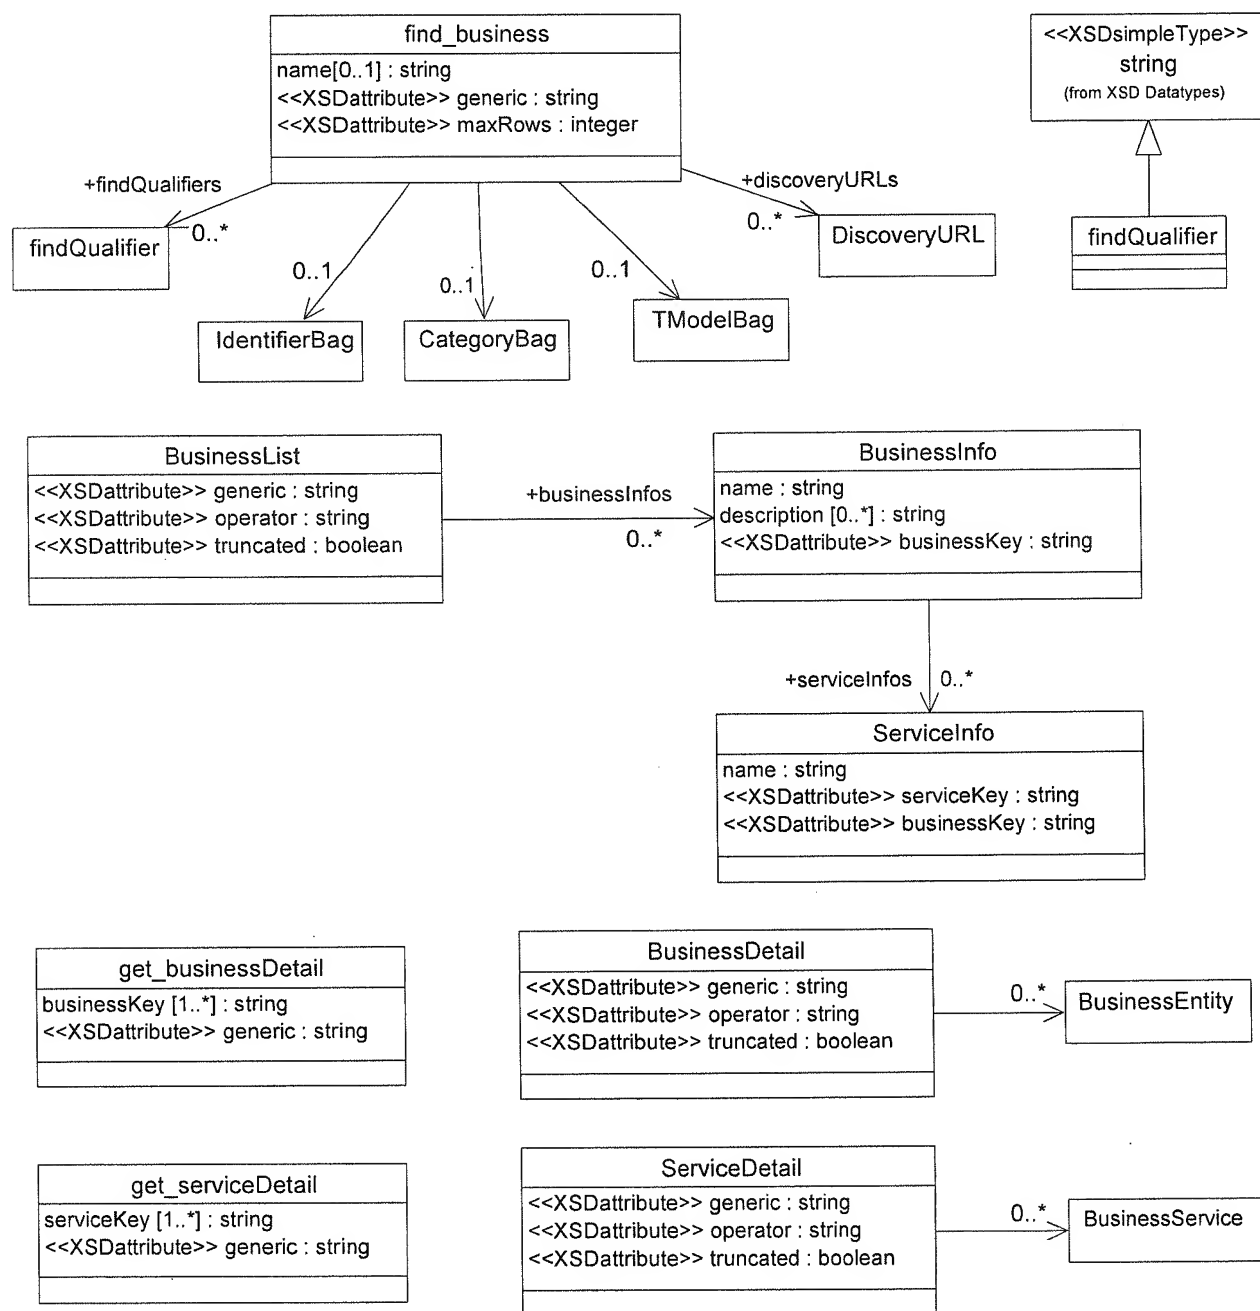 find_business
name[0..1] : string
<<XSDattribute>> generic : string
<<XSDattribute>> maxRows : integer
<<XSDsimpleType>>
string
(from XSD Datatypes)
+findQualifiers
0..*
+discoveryURLs
0..*
findQualifier
DiscoveryURL
findQualifier
0..1
0..1
0..1
IdentifierBag
CategoryBag
TModelBag
BusinessList
<<XSDattribute>> generic : string
<<XSDattribute>> operator : string
<<XSDattribute>> truncated : boolean
+businessInfos
0..*
BusinessInfo
name : string
description [0..*] : string
<<XSDattribute>> businessKey : string
+serviceInfos
0..*
ServiceInfo
name : string
<<XSDattribute>> serviceKey : string
<<XSDattribute>> businessKey : string
get_businessDetail
businessKey [1..*] : string
<<XSDattribute>> generic : string
BusinessDetail
<<XSDattribute>> generic : string
<<XSDattribute>> operator : string
<<XSDattribute>> truncated : boolean
0..*
BusinessEntity
get_serviceDetail
serviceKey [1..*] : string
<<XSDattribute>> generic : string
ServiceDetail
<<XSDattribute>> generic : string
<<XSDattribute>> operator : string
<<XSDattribute>> truncated : boolean
0..*
BusinessService